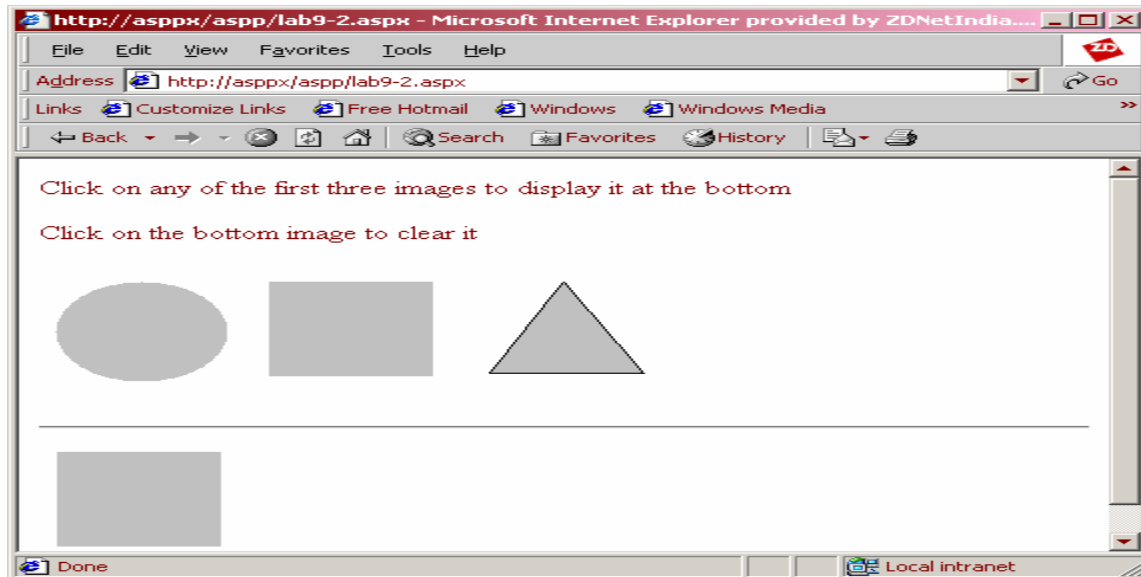 http://asppx/aspp/lab9-2.aspx - Microsoft Internet Explorer provided by ZDNetIndia....
File Edit View Favorites Tools Help
ZD
Address http://asppx/aspp/lab9-2.aspx Go
Links Customize Links Free Hotmail Windows Windows Media »
Back Search Favorites History
Click on any of the first three images to display it at the bottom
Click on the bottom image to clear it
Done Local intranet